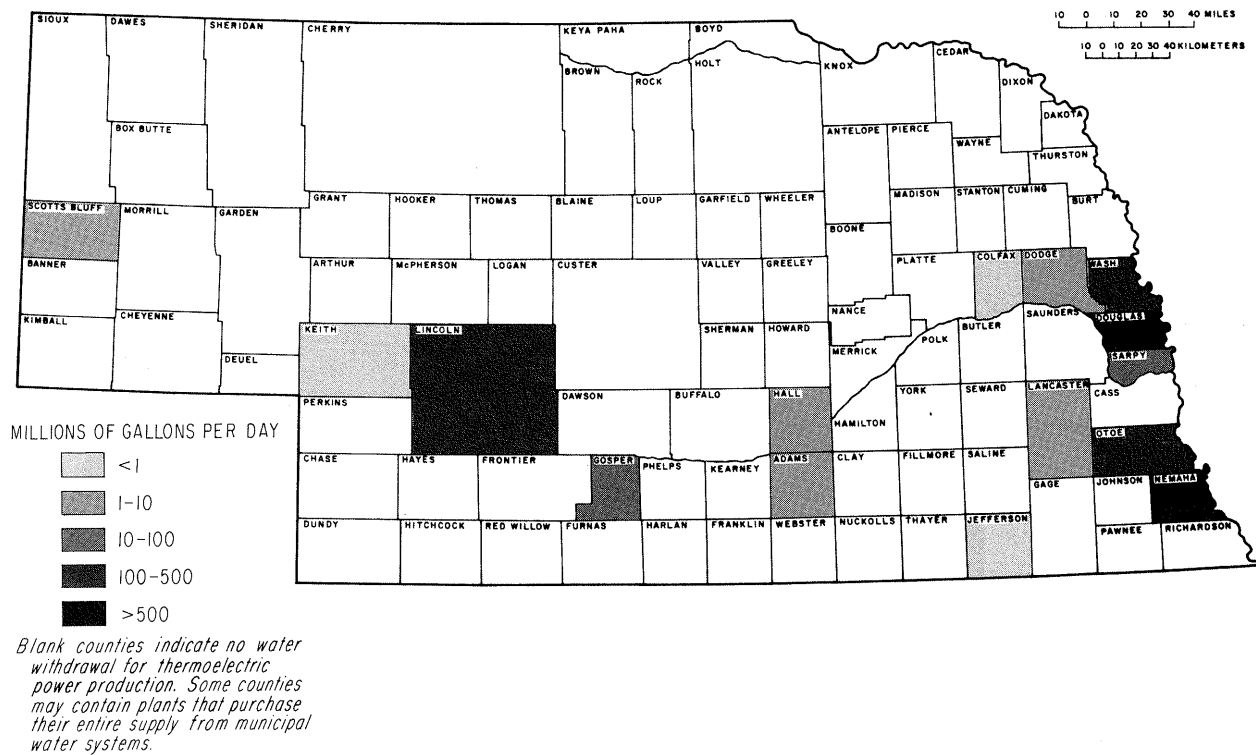 10 0 10 20 40 MILES
10 0 10 20 30 40 KILOMETERS
SIOUX
DAWES
SHERIDAN
CHERRY
KEYA PAHA
BOYD
BROWN
ROCK
HOLT
KNOX
CEDAR
DIXON
DAKOTA
BOX BUTTE
ANTELOPE
PIERCE
WAYNE
THURSTON
SCOTTS BLUFF
MORRILL
GARDEN
GRANT
HOOKER
THOMAS
BLAINE
LOUP
GARFIELD
WHEELER
MADISON
STANTON
CUMING
BURT
BOONE
BANNER
ARTHUR
McPHERSON
LOGAN
CUSTER
VALLEY
GREELEY
PLATTE
COLFAX
DODGE
WASH
NANCE
KIMBALL
CHEYENNE
KEITH
LINCOLN
SHERMAN
HOWARD
MERRICK
POLK
BUTLER
SAUNDERS
DOUGLAS
SARPY
DEUEL
PERKINS
DAWSON
BUFFALO
HALL
HAMILTON
YORK
SEWARD
LANCASTER
CASS
OTOE
MILLIONS OF GALLONS PER DAY
<1
1-10
10-100
100-500
>500
CHASE
HAYES
FRONTIER
GOSPER
PHELPS
KEARNEY
ADAMS
CLAY
FILLMORE
SALINE
GAGE
JOHNSON
NEMAHA
DUNDY
HITCHCOCK
RED WILLOW
FURNAS
HARLAN
FRANKLIN
WEBSTER
NUCKOLLS
THAYER
JEFFERSON
PAWNEE
RICHARDSON
Blank counties indicate no water
withdrawal for thermoelectric
power production. Some counties
may contain plants that purchase
their entire supply from municipal
water systems.